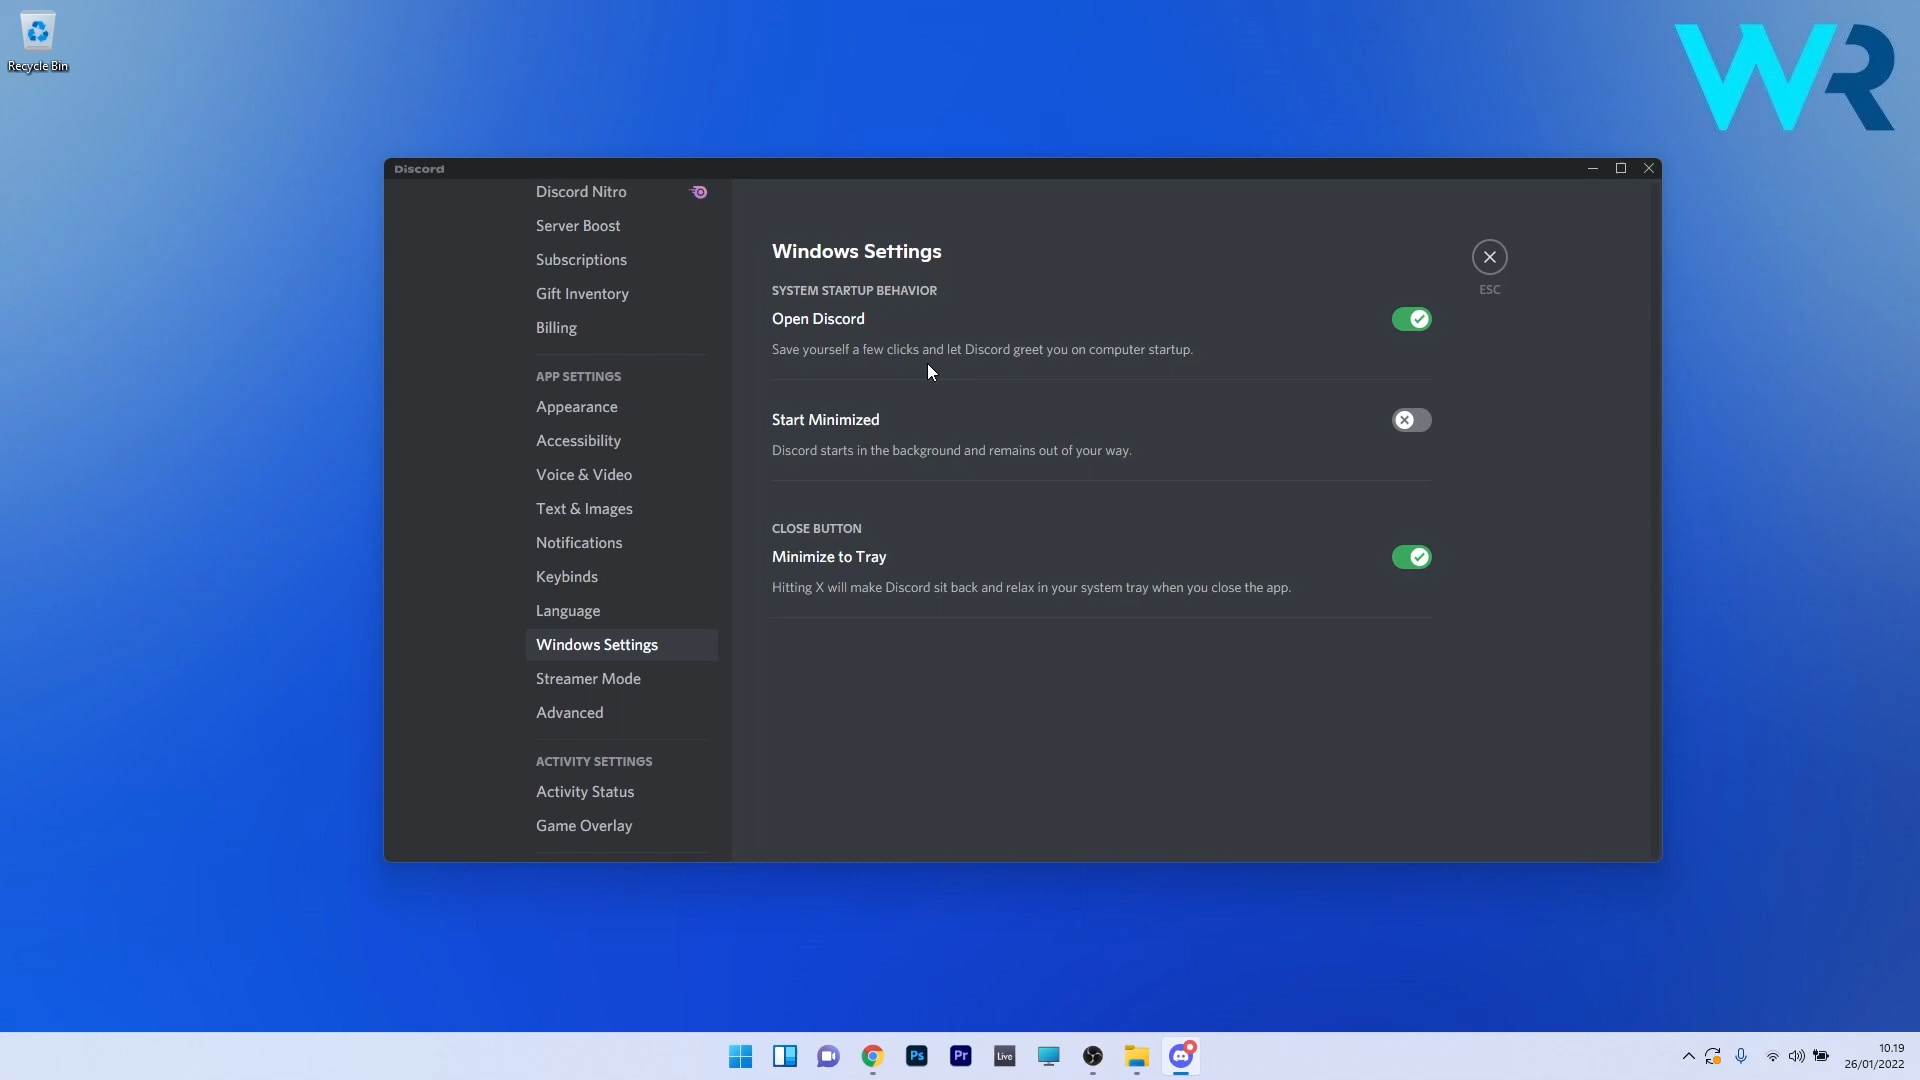 Recycle Bin
WR
Discord
Discord Nitro
Server Boost
Subscriptions
Gift Inventory
Billing
APP SETTINGS
Appearance
Accessibility
Voice & Video
Text & Images
Notifications
Keybinds
Language
Windows Settings
Streamer Mode
Advanced
ACTIVITY SETTINGS
Activity Status
Game Overlay
Windows Settings
ESC
SYSTEM STARTUP BEHAVIOR
Open Discord
Save yourself a few clicks and let Discord greet you on computer startup.
Start Minimized
Discord starts in the background and remains out of your way.
CLOSE BUTTON
Minimize to Tray
Hitting X will make Discord sit back and relax in your system tray when you close the app.
Ps
Pr
Live
10.19
26/01/2022